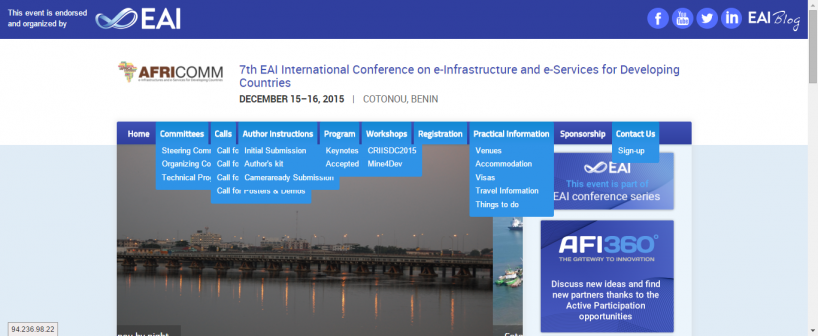 This event is endorsed
and organized by
EAI
EAI Blog
AFRICOMM
7th EAI International Conference on e-Infrastructure and e-Services for Developing
Countries
DECEMBER 15–16, 2015 | COTONOU, BENIN
Home Committees Calls Author Instructions Program Workshops Registration Practical Information Sponsorship Contact Us
Steering Com
Organizing Co
Technical Prog
Call fo
Call fo
Call fo
Call for Posters & Demos
Initial Submission
Author's kit
Cameraready Submission
Keynotes
Accepted
CRIISDC2015
Mine4Dev
Venues
Accommodation
Visas
Travel Information
Things to do
Sign-up
EAI
This event is part of
EAI conference series
AFI360°
THE GATEWAY TO INNOVATION
Discuss new ideas and find
new partners thanks to the
Active Participation
opportunities
by night
94.236.98.22